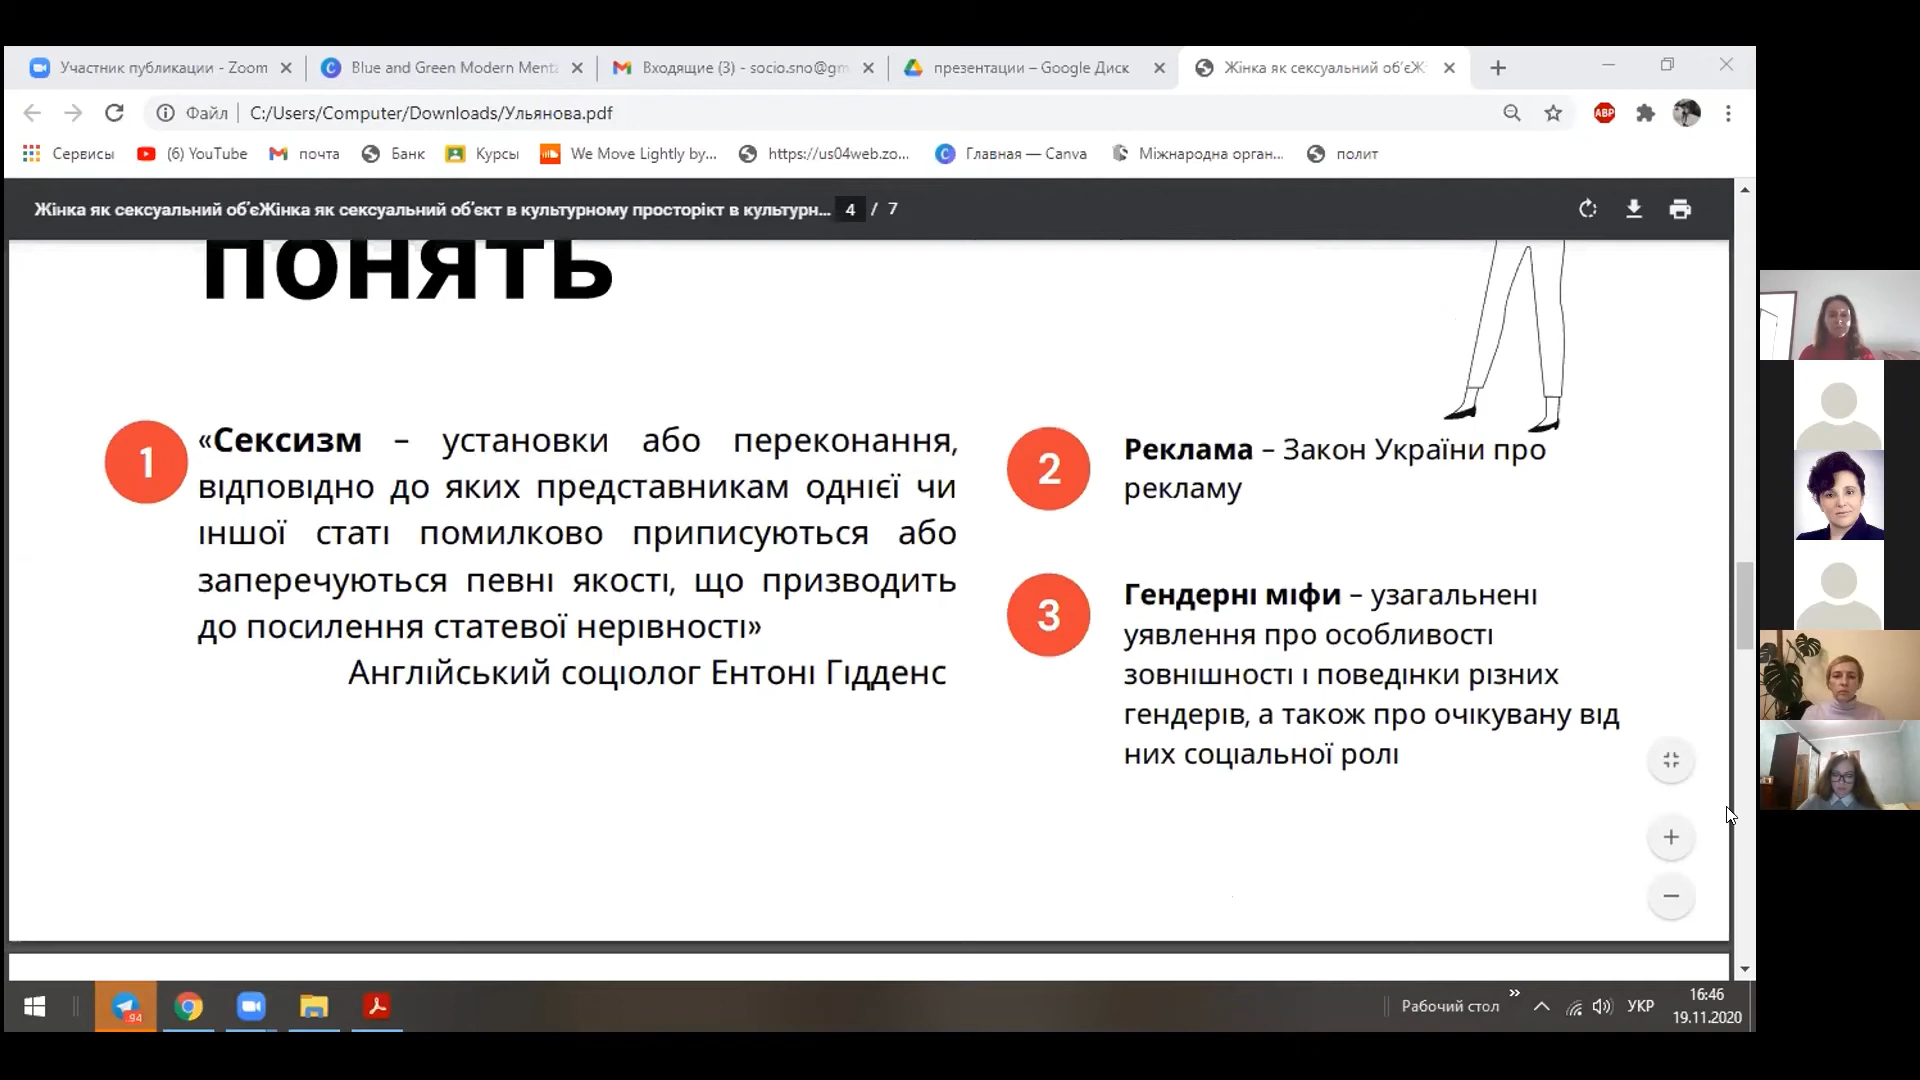 Участник публикации - Zoom
Blue and Green Modern Menta
Входящие (3) - socio.sno@gm
презентации – Google Диск
Жінка як сексуальний об'єЖ
Файл
C:/Users/Computer/Downloads/Ульянова.pdf
ABP
Сервисы
(6) YouTube
почта
Банк
Курсы
We Move Lightly by...
https://us04web.zo...
Главная — Canva
Міжнародна орган...
полит
Жінка як сексуальний об'єЖінка як сексуальний об'єкт в культурному просторікт в культурн...
4 / 7
понять
1
«Сексизм – установки або переконання,
відповідно до яких представникам однієї чи
іншої статі помилково приписуються або
заперечуються певні якості, що призводить
до посилення статевої нерівності»
Англійський соціолог Ентоні Гідденс
2
Реклама – Закон України про
рекламу
3
Гендерні міфи – узагальнені
уявлення про особливості
зовнішності і поведінки різних
гендерів, а також про очікувану від
них соціальної ролі
94
Рабочий стол
УКР
16:46
19.11.2020